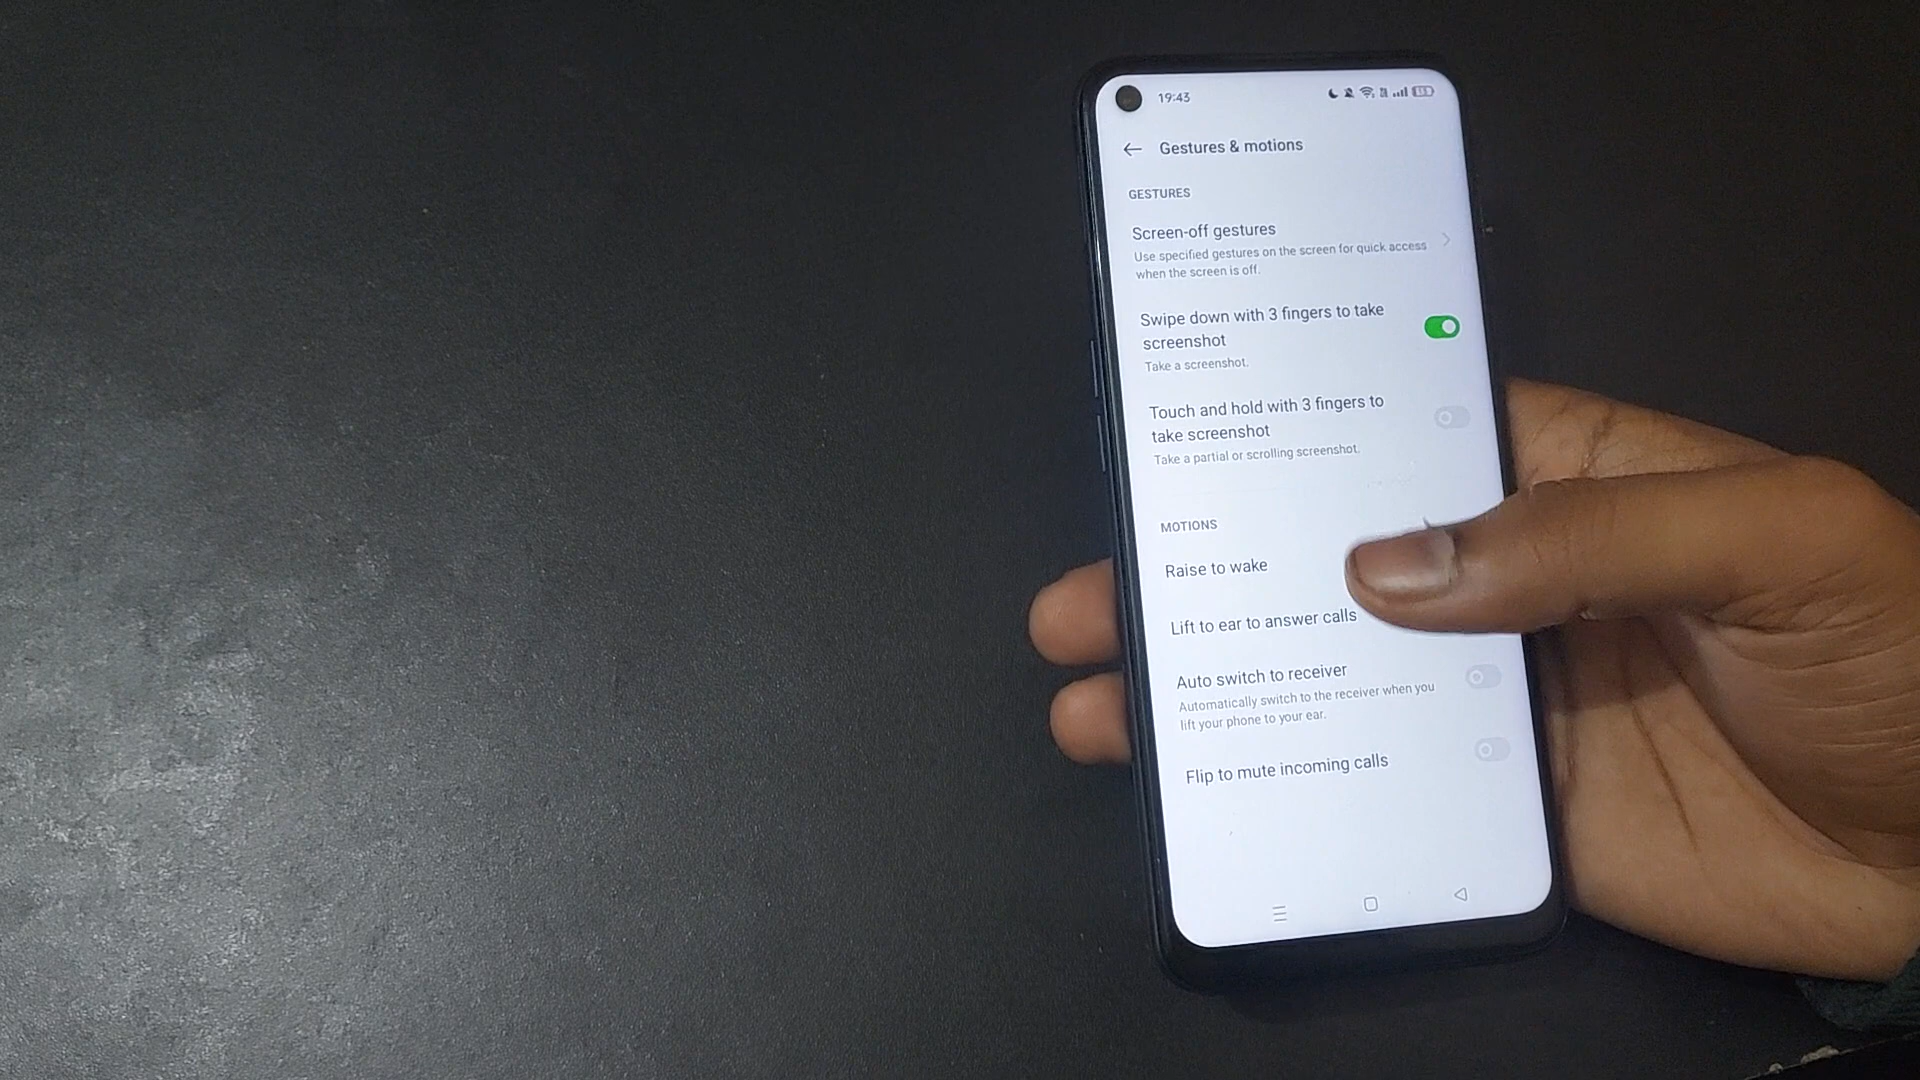 19:43
Gestures & motions
GESTURES
Screen-off gestures
Use specified gestures on the screen for quick access
when the screen is off.
Swipe down with 3 fingers to take
screenshot
Take a screenshot.
Touch and hold with 3 fingers to
take screenshot
Take a partial or scrolling screenshot.
MOTIONS
Raise to wake
Lift to ear to answer calls
Auto switch to receiver
Automatically switch to the receiver when you
lift your phone to your ear.
Flip to mute incoming calls